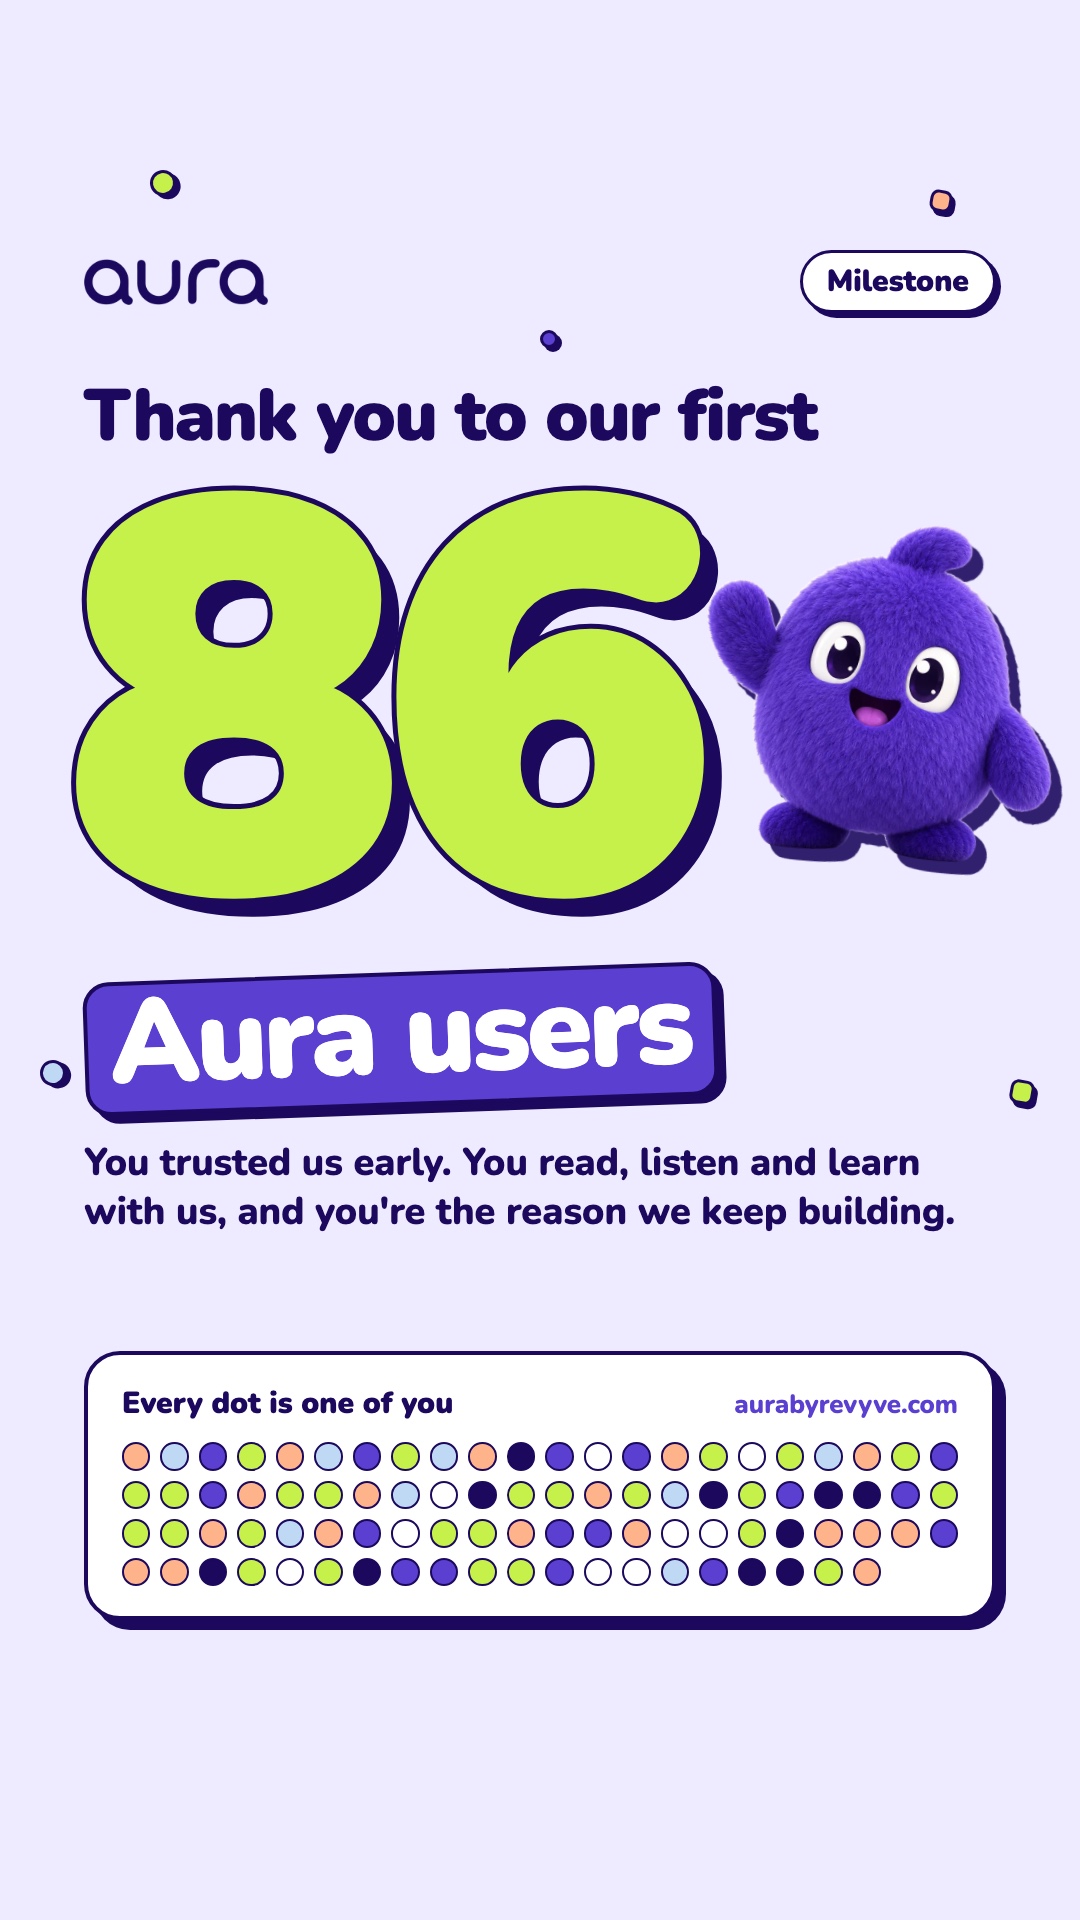 aura
Milestone
Thank you to our first
86
Aura users
You trusted us early. You read, listen and learn
with us, and you're the reason we keep building.
Every dot is one of you
aurabyrevyve.com